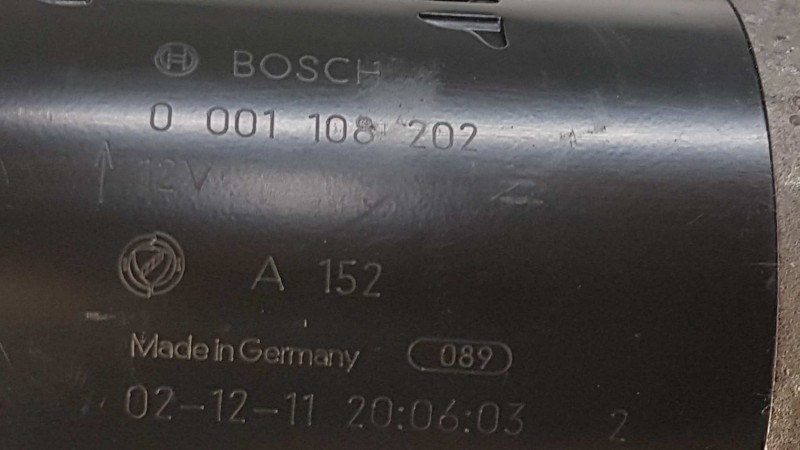 BOSCH
0 001 108 202
12V
A 152
Made in Germany 089
02-12-11 20:06:03 2